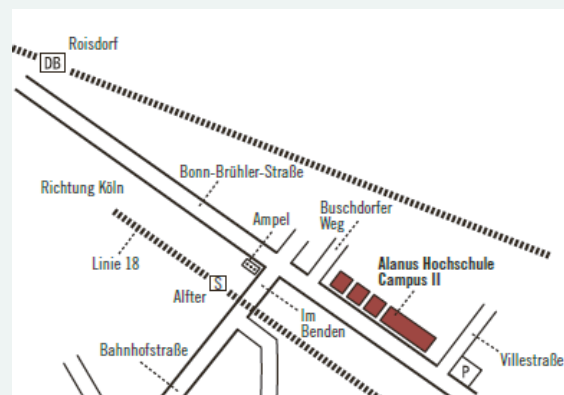 Roisdorf
DB
Bonn-Brühler-Straße
Richtung Köln
Buschdorfer
Weg
Ampel
Alanus Hochschule
Campus II
Linie 18
S
Alfter
Im
Benden
Bahnhofstraße
Villestraße
P